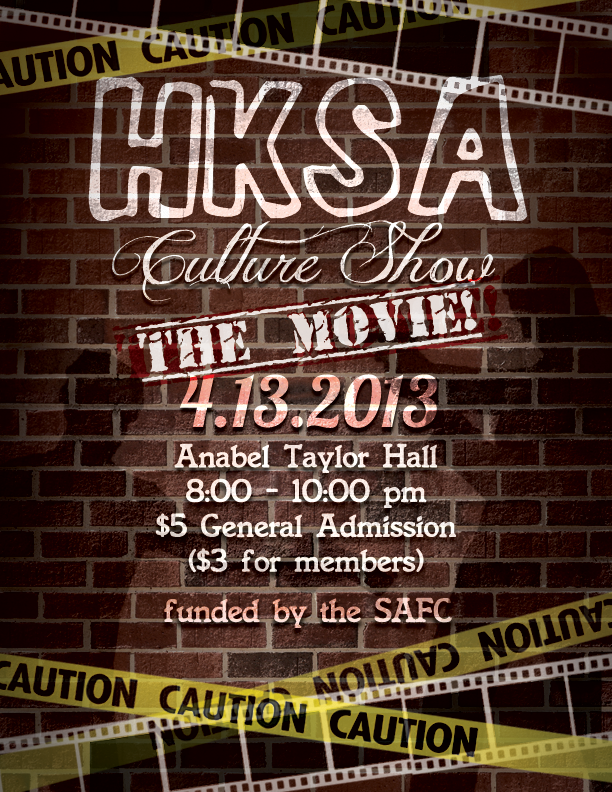 CAUTION CAUTION CAUTION
HKSA
Culture Show
THE MOVIE!
4.13.2013
Anabel Taylor Hall
8:00 - 10:00 pm
$5 General Admission
($3 for members)
funded by the SAFC
CAUTION CAUTION CAUTION
CAUTION CAUTION CAUTION